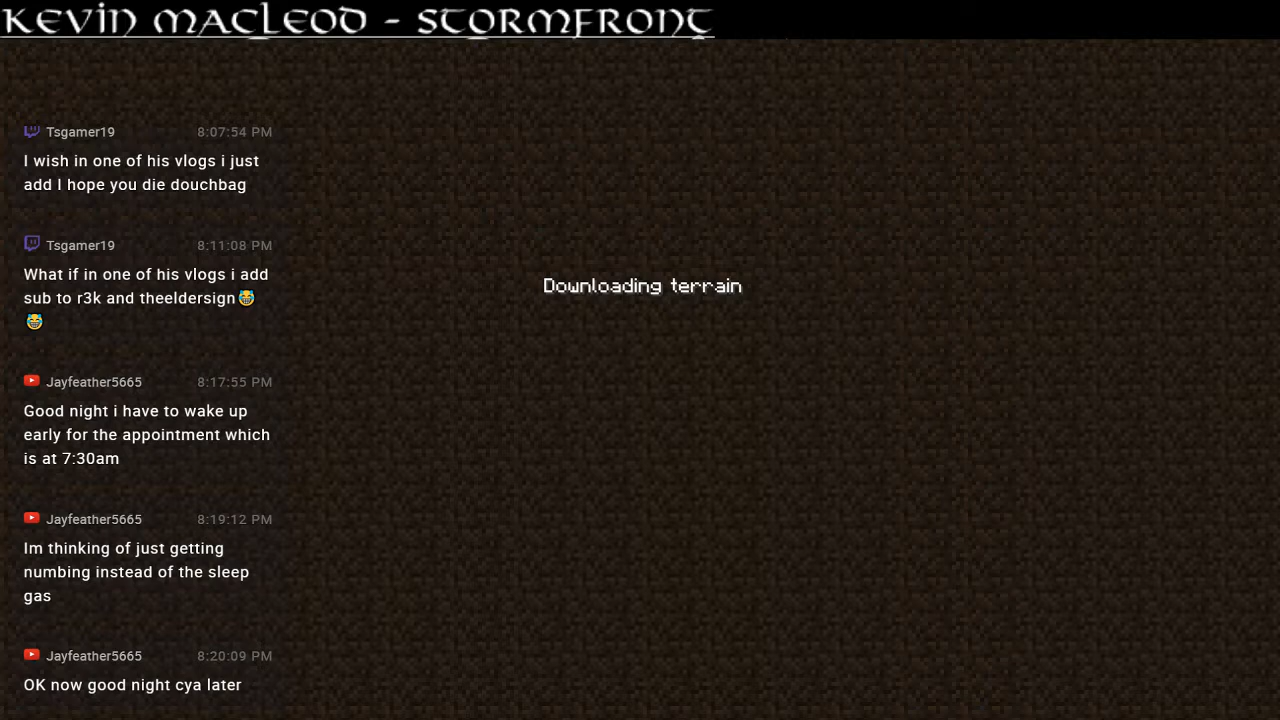 KEVIN MACLEOD - STORMFRONT
Tsgamer19 8:07:54 PM
I wish in one of his vlogs i just
add I hope you die douchbag
Tsgamer19 8:11:08 PM
What if in one of his vlogs i add
sub to r3k and theeldersign😂
😂
Downloading terrain
Jayfeather5665 8:17:55 PM
Good night i have to wake up
early for the appointment which
is at 7:30am
Jayfeather5665 8:19:12 PM
Im thinking of just getting
numbing instead of the sleep
gas
Jayfeather5665 8:20:09 PM
OK now good night cya later